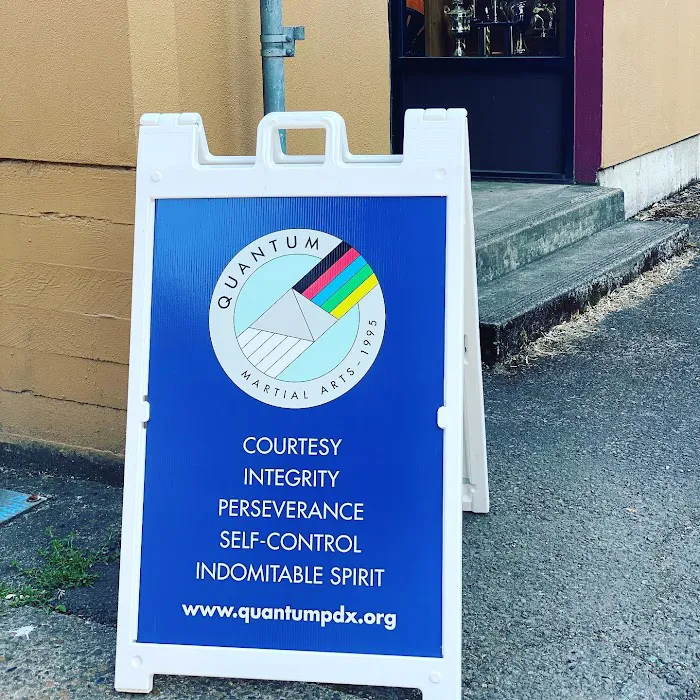 QUANTUM
MARTIAL ARTS - 1995
COURTESY
INTEGRITY
PERSEVERANCE
SELF-CONTROL
INDOMITABLE SPIRIT
www.quantumpdx.org